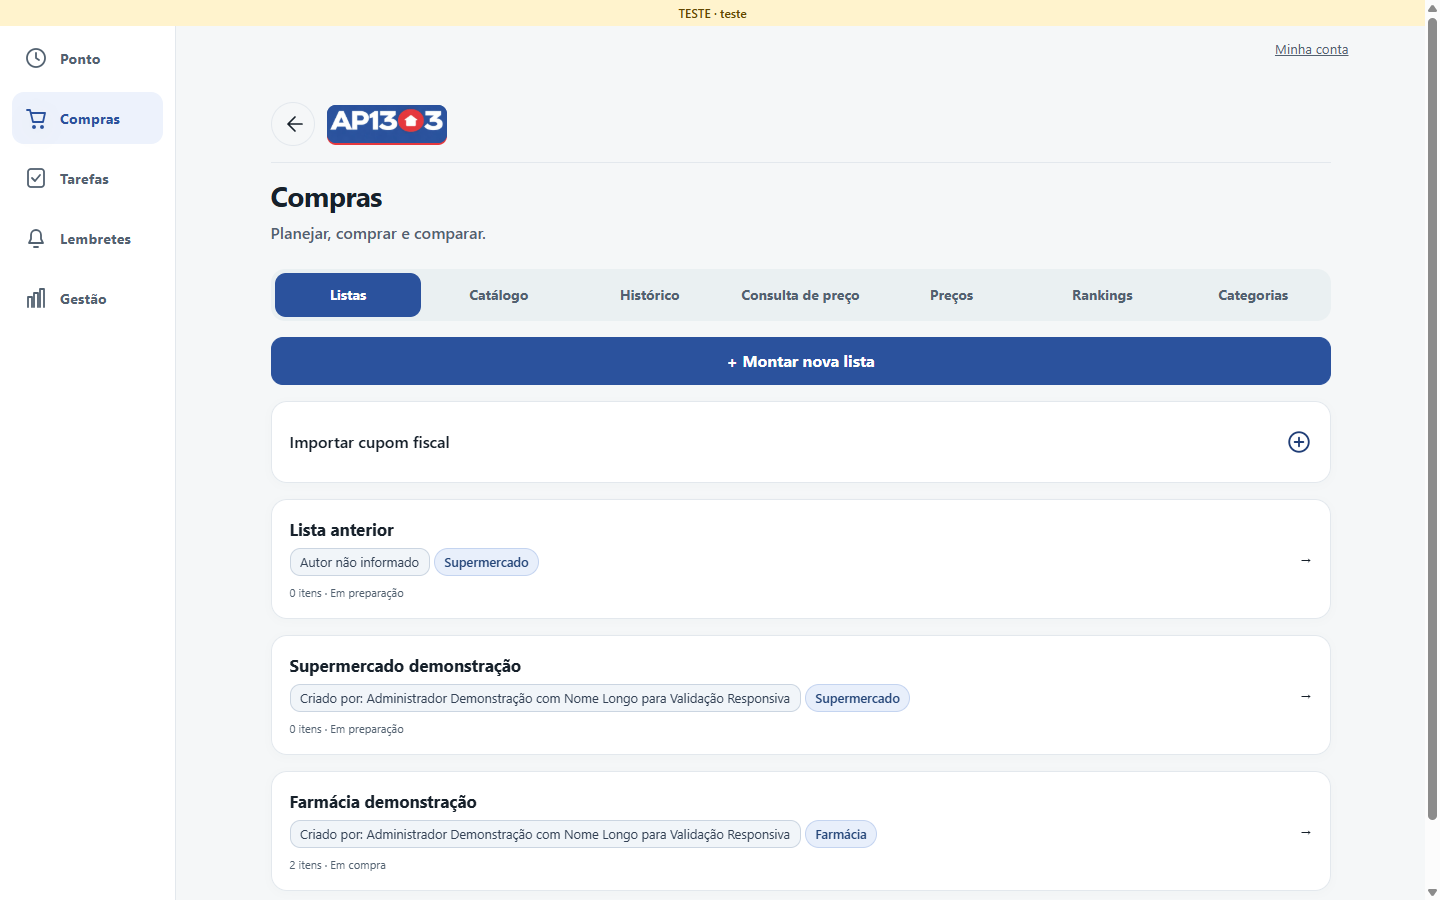 TESTE · teste
Minha conta
Ponto
Compras
Tarefas
Lembretes
Gestão
AP1303
Compras
Planejar, comprar e comparar.
Listas
Catálogo
Histórico
Consulta de preço
Preços
Rankings
Categorias
+ Montar nova lista
Importar cupom fiscal
Lista anterior
Autor não informado
Supermercado
0 itens · Em preparação
→
Supermercado demonstração
Criado por: Administrador Demonstração com Nome Longo para Validação Responsiva
Supermercado
0 itens · Em preparação
→
Farmácia demonstração
Criado por: Administrador Demonstração com Nome Longo para Validação Responsiva
Farmácia
2 itens · Em compra
→